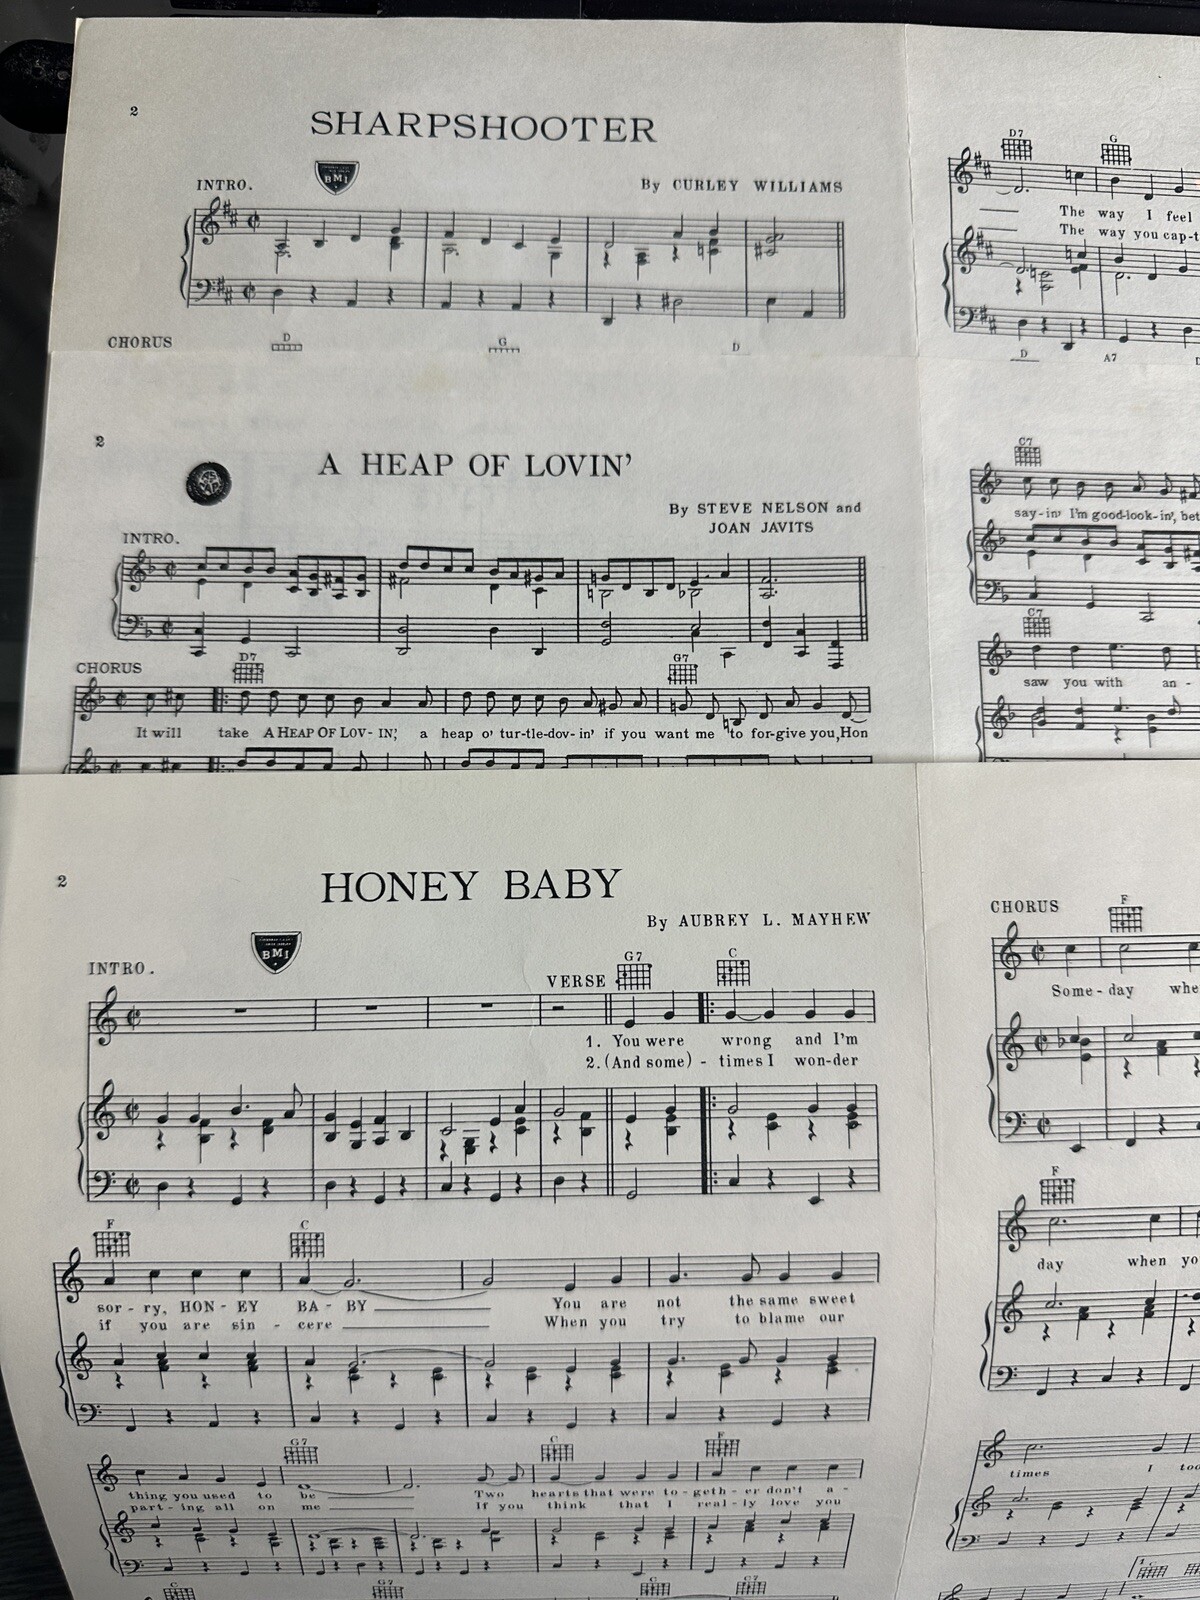 2
SHARPSHOOTER
BMI
INTRO.
By CURLEY WILLIAMS
CHORUS
D
G
D
D7
G
The way I feel
The way you cap-t
D
A7
2
A HEAP OF LOVIN'
By STEVE NELSON and
JOAN JAVITS
INTRO.
CHORUS
D7
G7
It will take A HEAP OF LOV- IN', a heap o' tur-tle-dov-in' if you want me to for-give you, Hon
C7
say-in' I'm good-look-in', bet
C7
saw you with an -
2
HONEY BABY
By AUBREY L. MAYHEW
BMI
INTRO.
VERSE
G7
C
1. You were wrong and I'm
2. (And some) - times I won-der
F
C
sor - ry, HON - EY BA - BY You are not the same sweet
if you are sin - cere When you try to blame our
G7
C
F
thing you used to be Two hearts that were to-geth-er don't a -
part-ing all on me If you think that I real-ly love you
C
G7
C
C7
CHORUS
F
Some-day whe
F
day when yo
times I too
1.
C